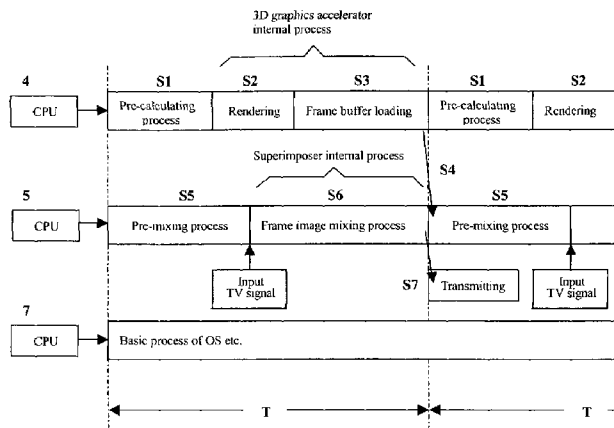 3D graphics accelerator
internal process
4
S1
S2
S3
S1
S2
CPU
Pre-calculating
process
Rendering
Frame buffer loading
Pre-calculating
process
Rendering
Superimposer internal process
S4
5
S5
S6
S5
CPU
Pre-mixing process
Frame image mixing process
Pre-mixing process
Input
TV signal
S7
Transmitting
Input
TV signal
7
CPU
Basic process of OS etc.
T
T